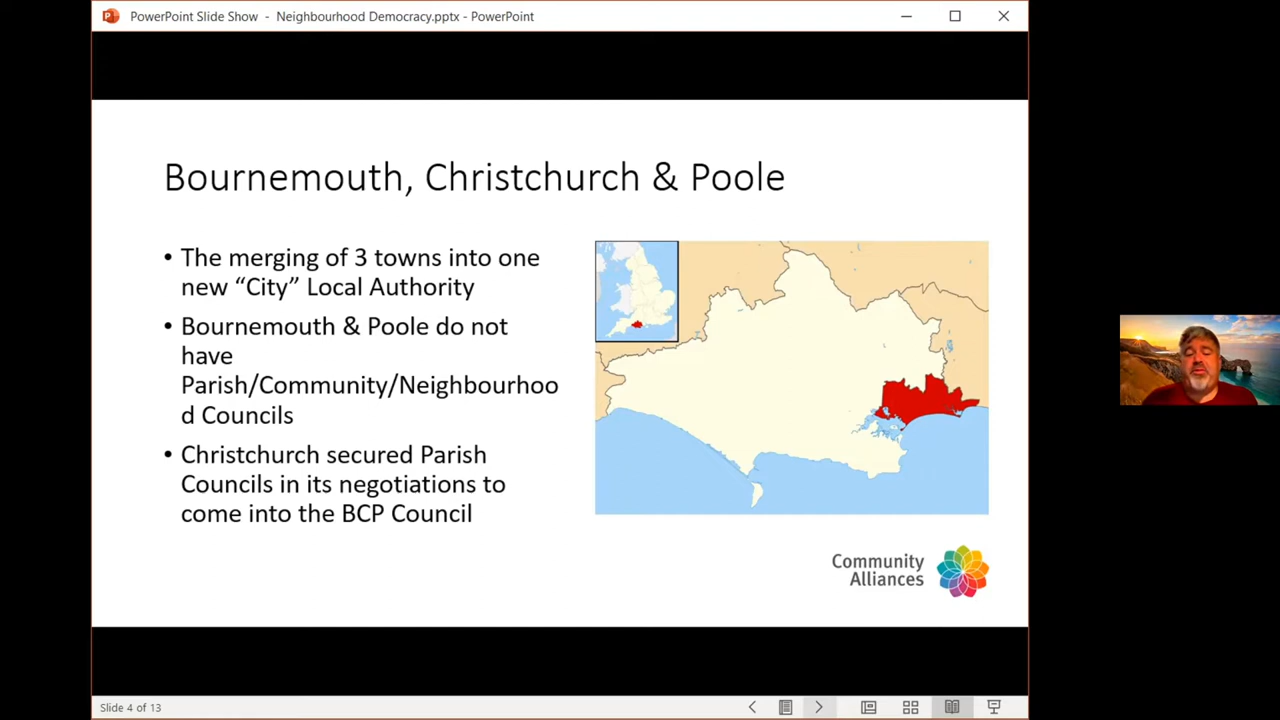 PowerPoint Slide Show - Neighbourhood Democracy.pptx - PowerPoint
Bournemouth, Christchurch & Poole
• The merging of 3 towns into one
new “City” Local Authority
• Bournemouth & Poole do not
have
Parish/Community/Neighbourhoo
d Councils
• Christchurch secured Parish
Councils in its negotiations to
come into the BCP Council
Community
Alliances
Slide 4 of 13